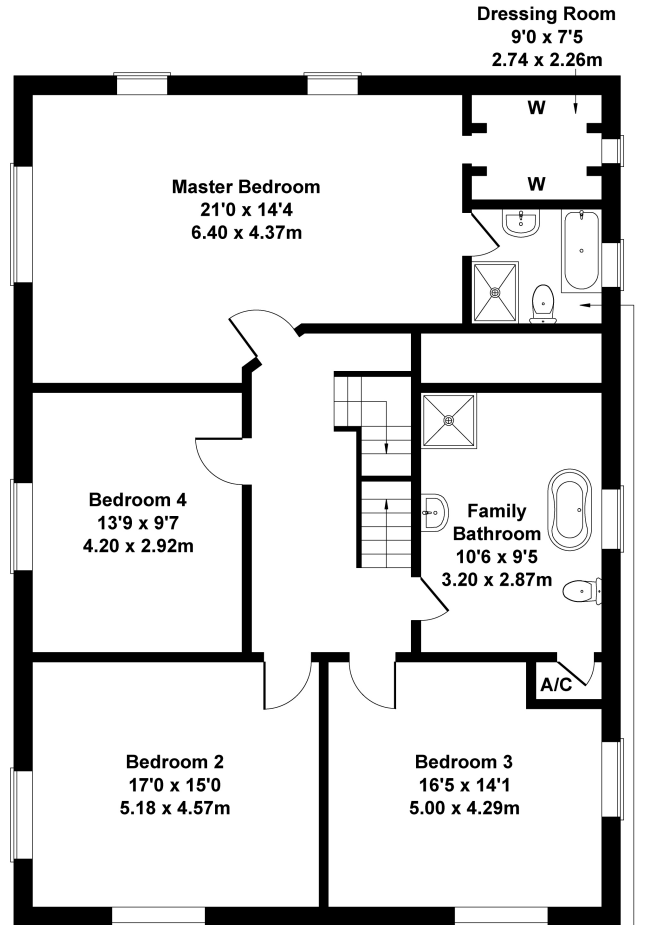 Dressing Room
9'0 x 7'5
2.74 x 2.26m
W
W
Master Bedroom
21'0 x 14'4
6.40 x 4.37m
Bedroom 4
13'9 x 9'7
4.20 x 2.92m
Family
Bathroom
10'6 x 9'5
3.20 x 2.87m
A/C
Bedroom 2
17'0 x 15'0
5.18 x 4.57m
Bedroom 3
16'5 x 14'1
5.00 x 4.29m